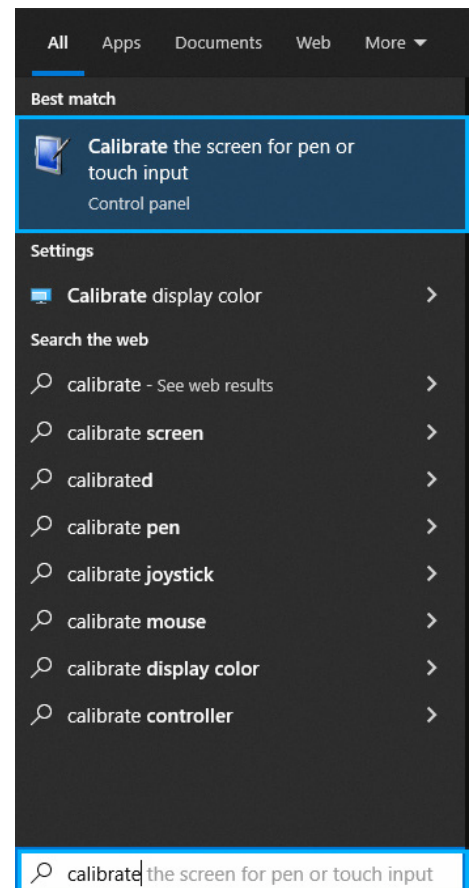 All Apps Documents Web More
Best match
Calibrate the screen for pen or
touch input
Control panel
Settings
Calibrate display color
Search the web
calibrate - See web results
calibrate screen
calibrated
calibrate pen
calibrate joystick
calibrate mouse
calibrate display color
calibrate controller
calibrate the screen for pen or touch input